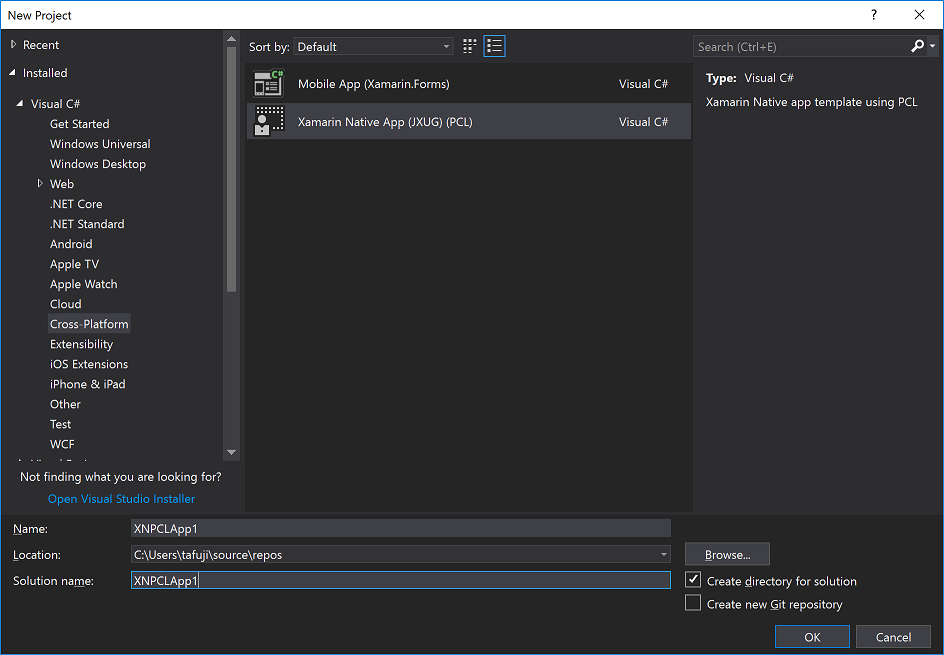 New Project
?
Recent
Installed
Visual C#
Get Started
Windows Universal
Windows Desktop
Web
.NET Core
.NET Standard
Android
Apple TV
Apple Watch
Cloud
Cross-Platform
Extensibility
iOS Extensions
iPhone & iPad
Other
Test
WCF
Not finding what you are looking for?
Open Visual Studio Installer
Sort by: Default
Mobile App (Xamarin.Forms) Visual C#
Xamarin Native App (JXUG) (PCL) Visual C#
Search (Ctrl+E)
Type: Visual C#
Xamarin Native app template using PCL
Name: XNPCLApp1
Location: C:\Users\tafuji\source\repos
Browse...
Solution name: XNPCLApp1
Create directory for solution
Create new Git repository
OK Cancel